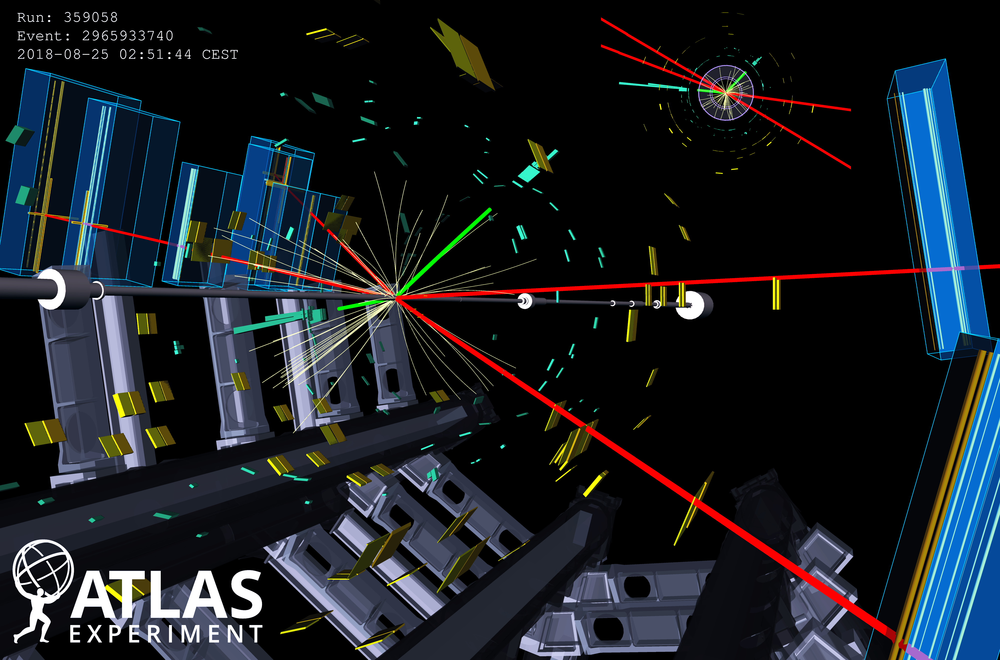 Run: 359058
Event: 2965933740
2018-08-25 02:51:44 CEST
ATLAS
EXPERIMENT